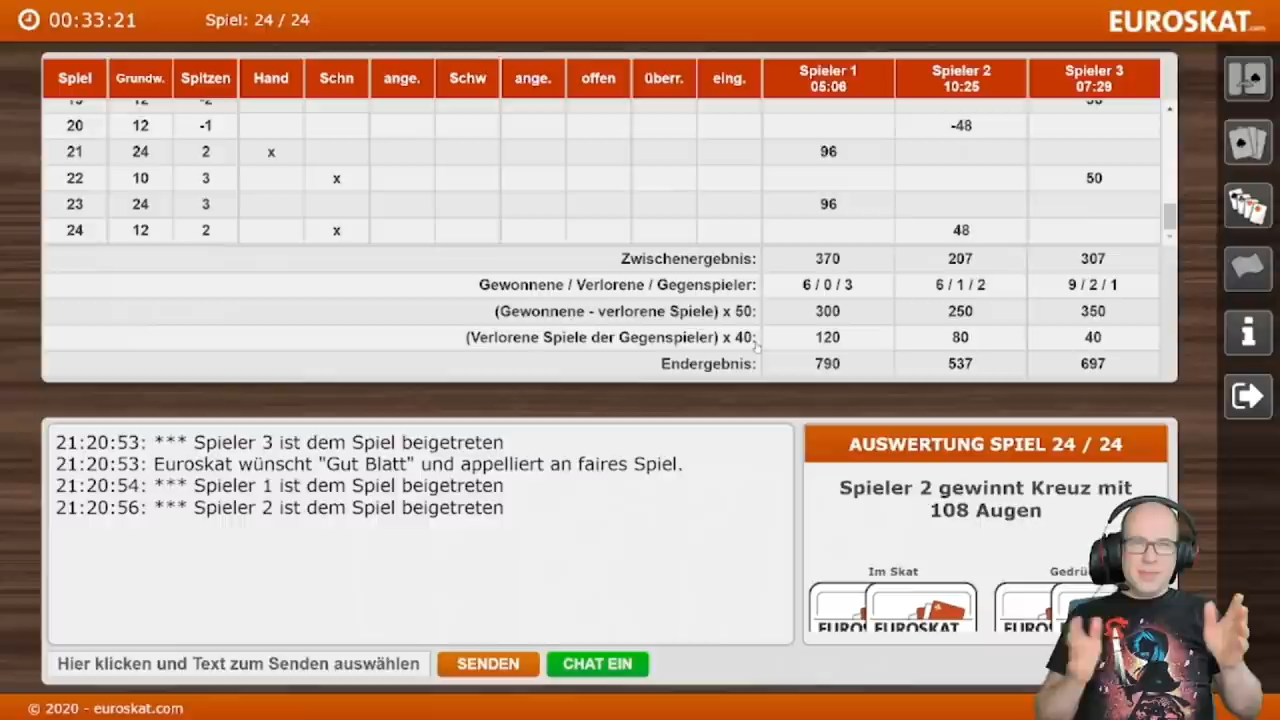 00:33:21 Spiel: 24 / 24 EUROSKAT.com
Spiel Grundw. Spitzen Hand Schn ange. Schw ange. offen überr. eing. Spieler 1 Spieler 2 Spieler 3
05:06 10:25 07:29
20 12 -1 -48
21 24 2 x 96
22 10 3 x 50
23 24 3 96
24 12 2 x 48
Zwischenergebnis: 370 207 307
Gewonnene / Verlorene / Gegenspieler: 6 / 0 / 3 6 / 1 / 2 9 / 2 / 1
(Gewonnene - verlorene Spiele) x 50: 300 250 350
(Verlorene Spiele der Gegenspieler) x 40: 120 80 40
Endergebnis: 790 537 697
21:20:53: *** Spieler 3 ist dem Spiel beigetreten
21:20:53: Euroskat wünscht "Gut Blatt" und appelliert an faires Spiel.
21:20:54: *** Spieler 1 ist dem Spiel beigetreten
21:20:56: *** Spieler 2 ist dem Spiel beigetreten
AUSWERTUNG SPIEL 24 / 24
Spieler 2 gewinnt Kreuz mit
108 Augen
Im Skat Gedrü
EUROS EUROSKAT EUROS
Hier klicken und Text zum Senden auswählen SENDEN CHAT EIN
© 2020 - euroskat.com